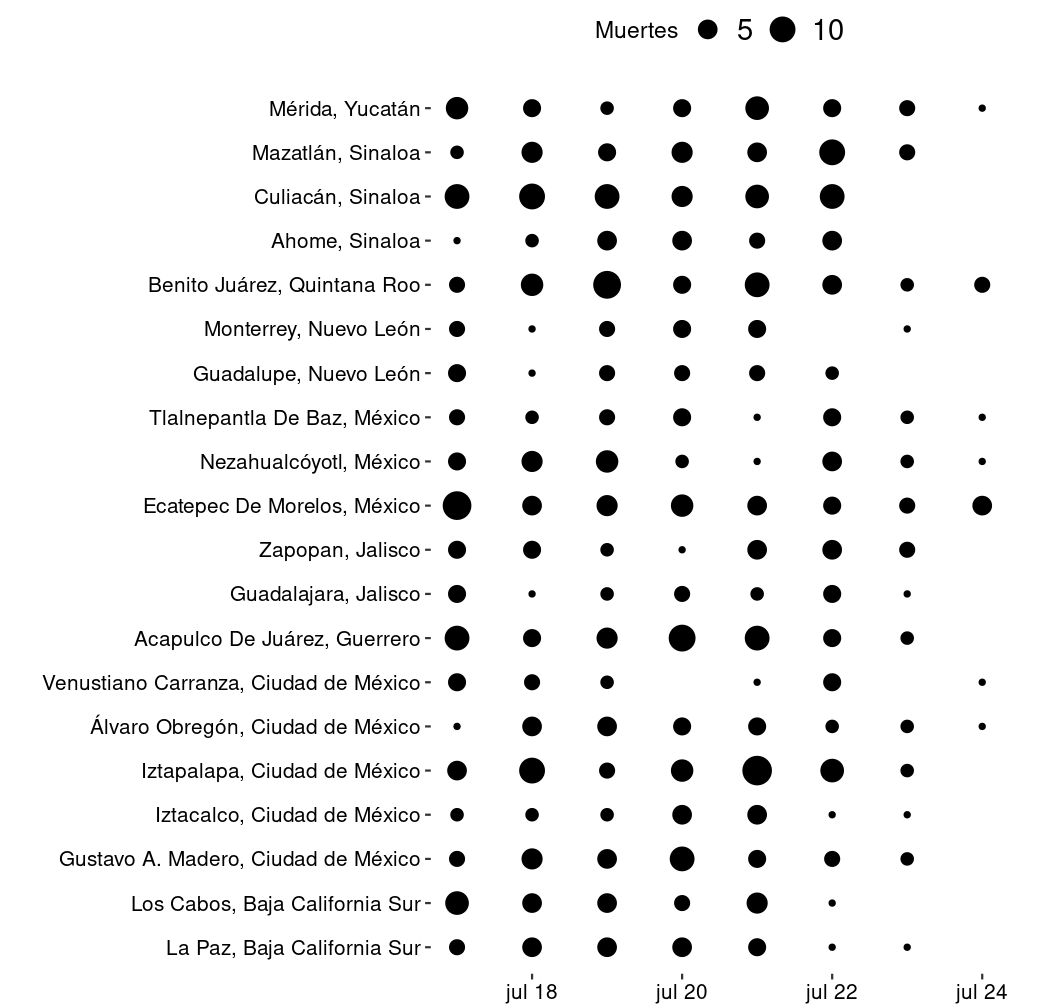 Muertes 5 10
Mérida, Yucatán
Mazatlán, Sinaloa
Culiacán, Sinaloa
Ahome, Sinaloa
Benito Juárez, Quintana Roo
Monterrey, Nuevo León
Guadalupe, Nuevo León
Tlalnepantla De Baz, México
Nezahualcóyotl, México
Ecatepec De Morelos, México
Zapopan, Jalisco
Guadalajara, Jalisco
Acapulco De Juárez, Guerrero
Venustiano Carranza, Ciudad de México
Álvaro Obregón, Ciudad de México
Iztapalapa, Ciudad de México
Iztacalco, Ciudad de México
Gustavo A. Madero, Ciudad de México
Los Cabos, Baja California Sur
La Paz, Baja California Sur
jul 18 jul 20 jul 22 jul 24